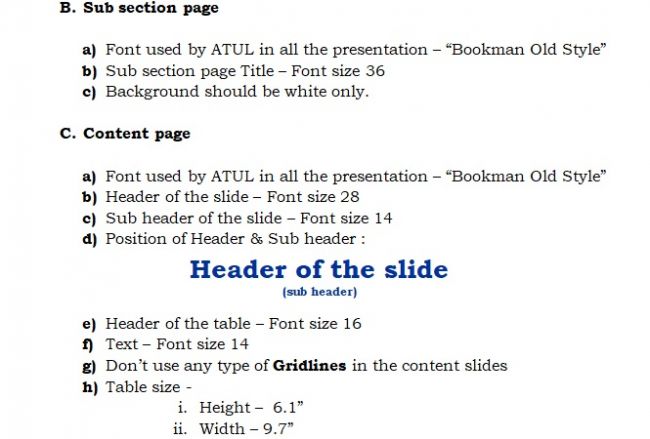 B. Sub section page
a) Font used by ATUL in all the presentation – “Bookman Old Style”
b) Sub section page Title – Font size 36
c) Background should be white only.
C. Content page
a) Font used by ATUL in all the presentation – “Bookman Old Style”
b) Header of the slide – Font size 28
c) Sub header of the slide – Font size 14
d) Position of Header & Sub header :
Header of the slide
(sub header)
e) Header of the table – Font size 16
f) Text – Font size 14
g) Don’t use any type of Gridlines in the content slides
h) Table size -
i. Height – 6.1”
ii. Width – 9.7”